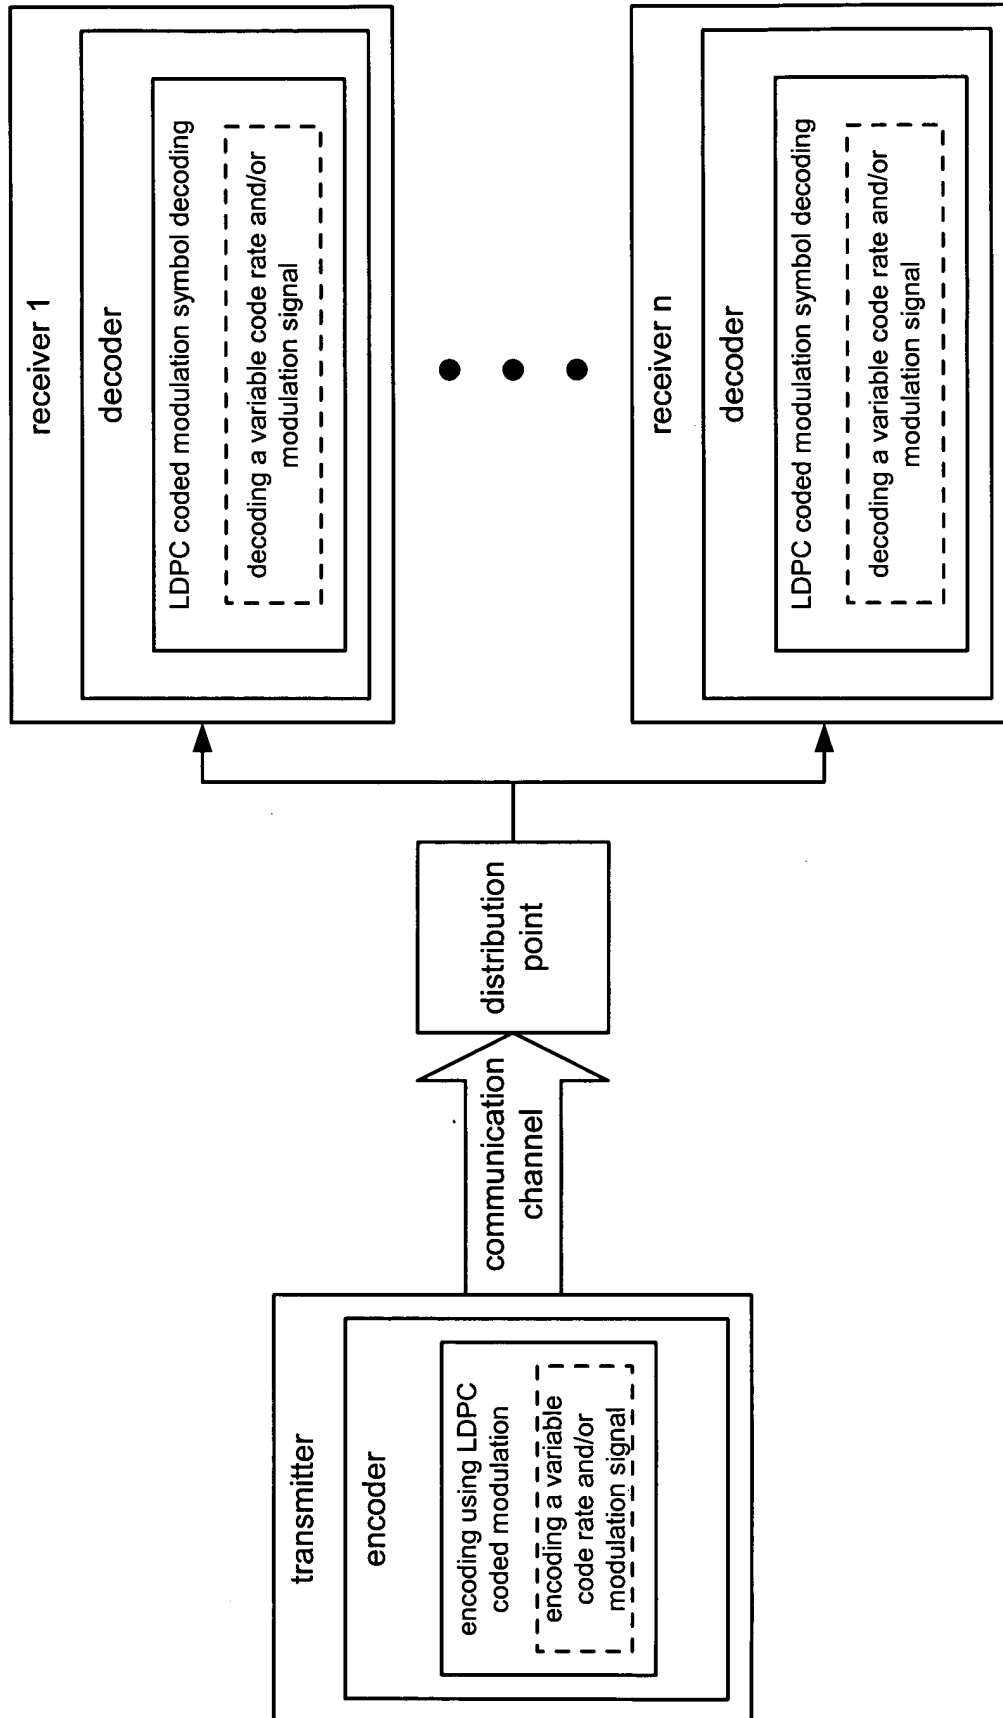 transmitter
encoder
encoding using LDPC
coded modulation
encoding a variable
code rate and/or
modulation signal
communication
channel
distribution
point
receiver 1
decoder
LDPC coded modulation symbol decoding
decoding a variable code rate and/or
modulation signal
receiver n
decoder
LDPC coded modulation symbol decoding
decoding a variable code rate and/or
modulation signal